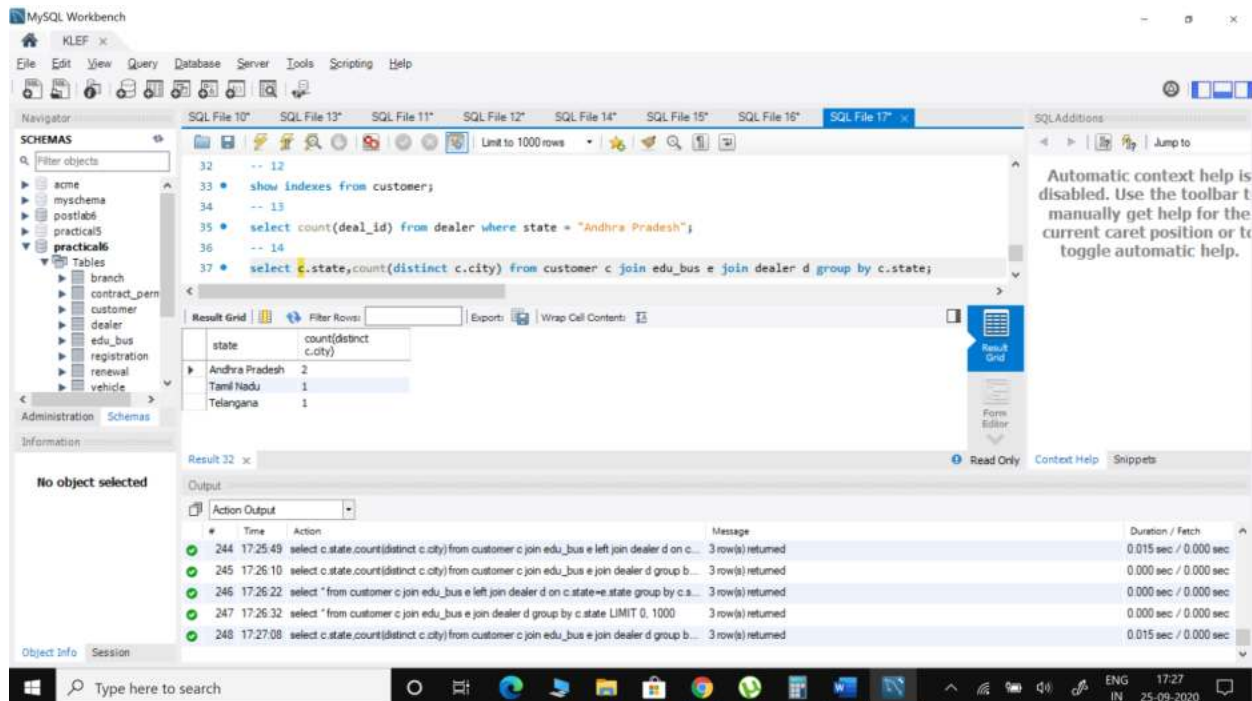 MySQL Workbench
KLEF ×
File Edit View Query Database Server Tools Scripting Help
Navigator
SCHEMAS
Filter objects
acme
myschema
postlab6
practical5
practical6
Tables
branch
contract_perm
customer
dealer
edu_bus
registration
renewal
vehicle
Administration Schemas
Information
No object selected
Object Info Session
SQL File 10* SQL File 13* SQL File 11* SQL File 12* SQL File 14* SQL File 15* SQL File 16* SQL File 17* ×
Limit to 1000 rows
32 -- 12
33 show indexes from customer;
34 -- 13
35 select count(deal_id) from dealer where state = "Andhra Pradesh";
36 -- 14
37 select c.state,count(distinct c.city) from customer c join edu_bus e join dealer d group by c.state;
Result Grid Filter Rows: Export: Wrap Cell Content:
state count(distinct c.city)
Andhra Pradesh 2
Tamil Nadu 1
Telangana 1
Result Grid
Form Editor
Result 32 × Read Only
Output
Action Output
# Time Action Message Duration / Fetch
244 17:25:49 select c.state,count(distinct c.city) from customer c join edu_bus e left join dealer d on c... 3 row(s) returned 0.015 sec / 0.000 sec
245 17:26:10 select c.state,count(distinct c.city) from customer c join edu_bus e join dealer d group b... 3 row(s) returned 0.000 sec / 0.000 sec
246 17:26:22 select * from customer c join edu_bus e left join dealer d on c.state=e.state group by c.s... 3 row(s) returned 0.000 sec / 0.000 sec
247 17:26:32 select * from customer c join edu_bus e join dealer d group by c.state LIMIT 0, 1000 3 row(s) returned 0.000 sec / 0.000 sec
248 17:27:08 select c.state,count(distinct c.city) from customer c join edu_bus e join dealer d group b... 3 row(s) returned 0.015 sec / 0.000 sec
SQLAdditions
Jump to
Automatic context help is
disabled. Use the toolbar t
manually get help for the
current caret position or to
toggle automatic help.
Context Help Snippets
Type here to search
ENG
IN
17:27
25-09-2020